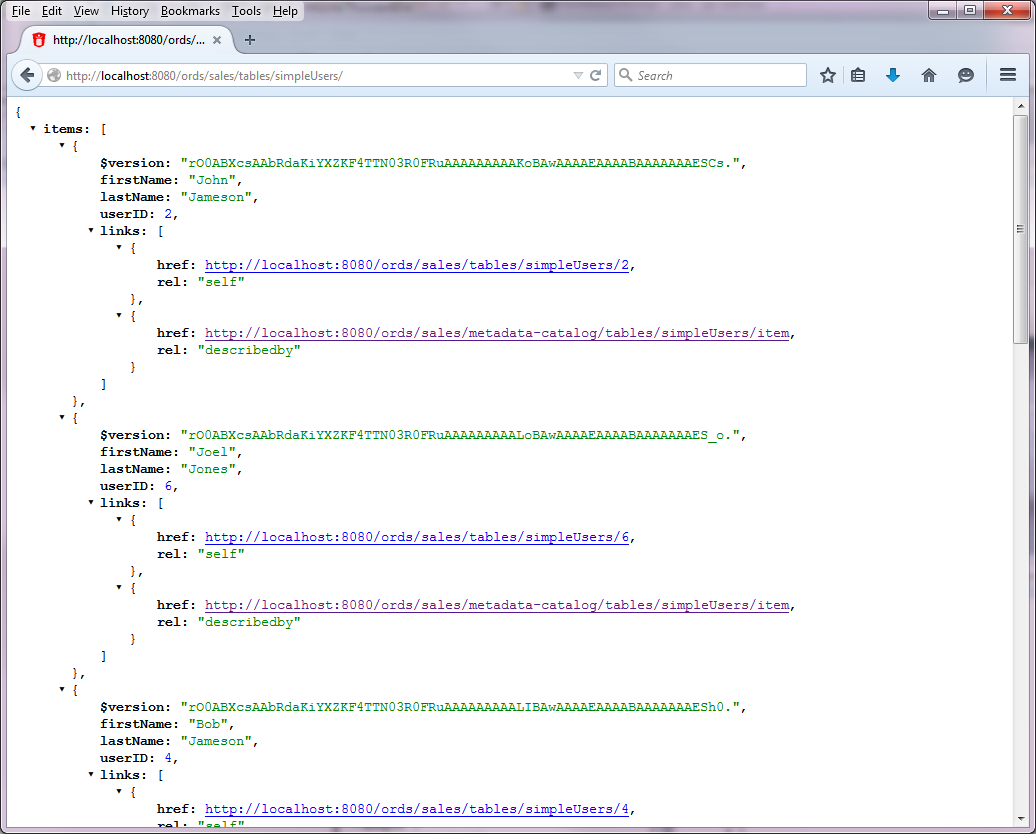 File Edit View History Bookmarks Tools Help
http://localhost:8080/ords/...
http://localhost:8080/ords/sales/tables/simpleUsers/
Search
{
items: [
{
$version: "rO0ABXcsAAbRdaKiYXZKF4TTN03R0FRuAAAAAAAAAKoBAwAAAAEAAAABAAAAAAAESCs.",
firstName: "John",
lastName: "Jameson",
userID: 2,
links: [
{
href: http://localhost:8080/ords/sales/tables/simpleUsers/2,
rel: "self"
},
{
href: http://localhost:8080/ords/sales/metadata-catalog/tables/simpleUsers/item,
rel: "describedby"
}
]
},
{
$version: "rO0ABXcsAAbRdaKiYXZKF4TTN03R0FRuAAAAAAAAALoBAwAAAAEAAAABAAAAAAAES_o.",
firstName: "Joel",
lastName: "Jones",
userID: 6,
links: [
{
href: http://localhost:8080/ords/sales/tables/simpleUsers/6,
rel: "self"
},
{
href: http://localhost:8080/ords/sales/metadata-catalog/tables/simpleUsers/item,
rel: "describedby"
}
]
},
{
$version: "rO0ABXcsAAbRdaKiYXZKF4TTN03R0FRuAAAAAAAAALIBAwAAAAEAAAABAAAAAAAESh0.",
firstName: "Bob",
lastName: "Jameson",
userID: 4,
links: [
{
href: http://localhost:8080/ords/sales/tables/simpleUsers/4,
rel: "self"